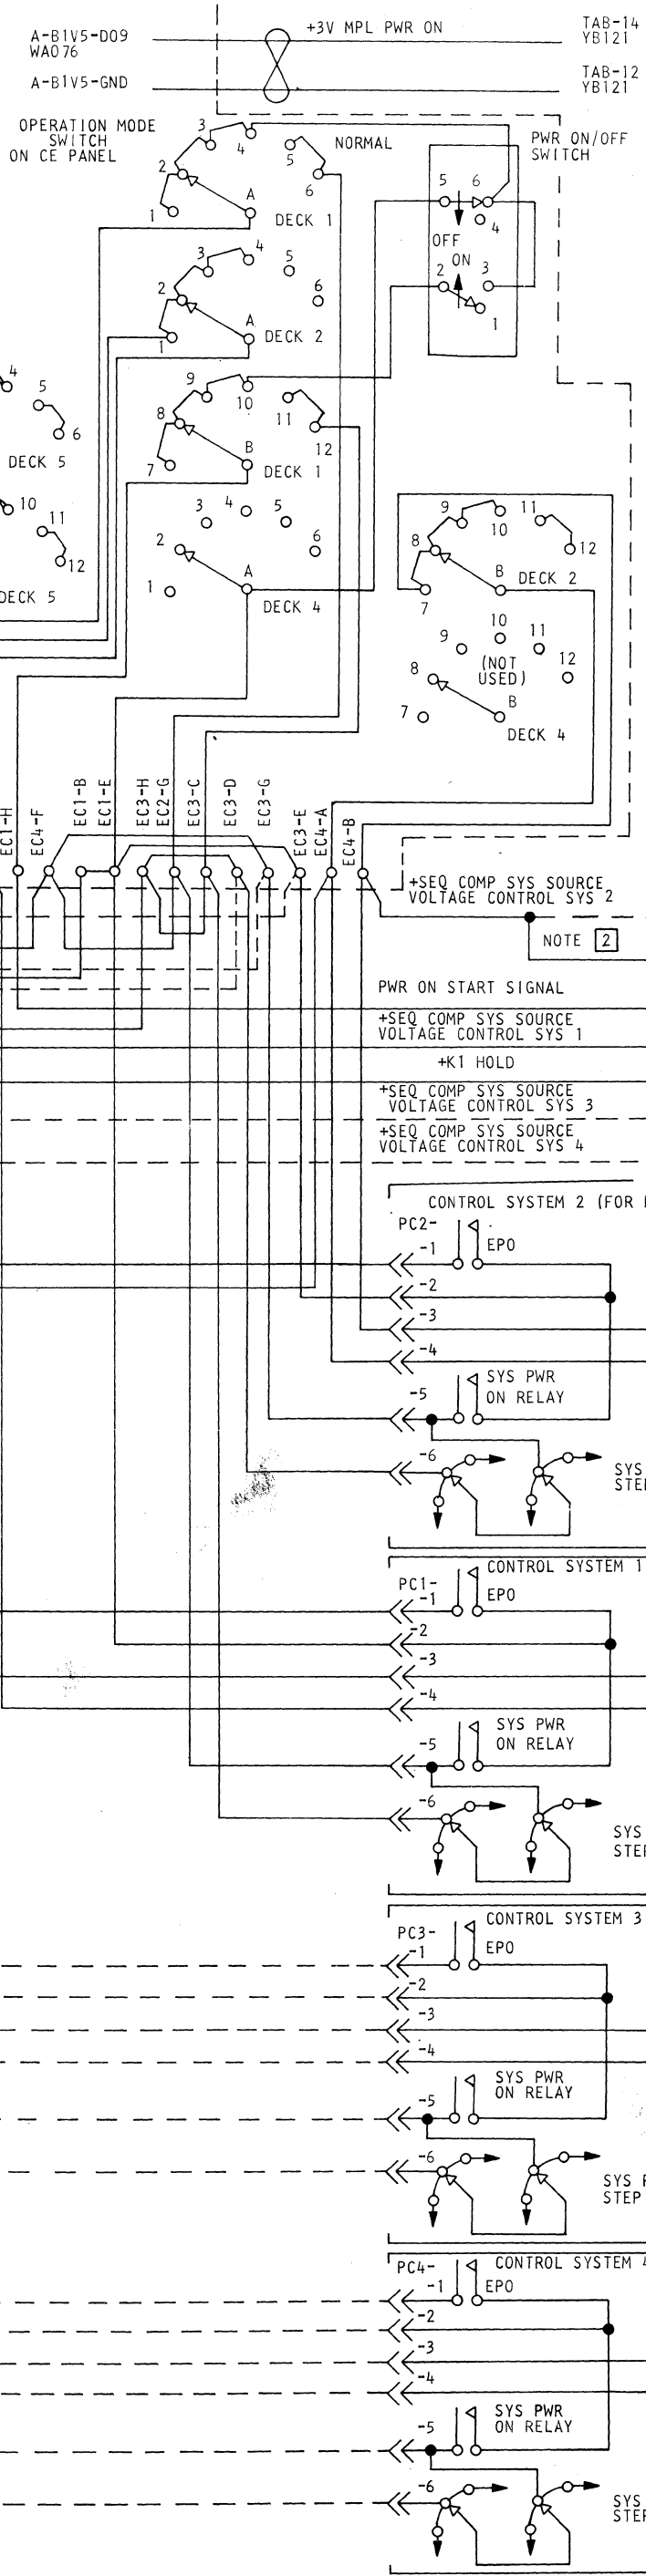 A-B1V5-D09
WA076
+3V MPL PWR ON
TAB-14
YB121
A-B1V5-GND
TAB-12
YB121
OPERATION MODE
SWITCH
ON CE PANEL
3
4
5
NORMAL
2
6
1
A
DECK 1
PWR ON/OFF
SWITCH
5
6
4
OFF
ON
2
3
1
3
4
5
2
6
1
A
DECK 2
4
5
6
DECK 5
9
10
11
8
12
7
B
DECK 1
10
11
12
DECK 5
3
4
5
2
6
1
A
DECK 4
9
10
11
8
12
7
B
DECK 2
9
10
11
(NOT
USED)
8
12
7
B
DECK 4
EC1-H
EC4-F
EC1-B
EC1-E
EC3-H
EC2-G
EC3-C
EC3-D
EC3-G
EC3-E
EC4-A
EC4-B
+SEQ COMP SYS SOURCE
VOLTAGE CONTROL SYS 2
NOTE 2
PWR ON START SIGNAL
+SEQ COMP SYS SOURCE
VOLTAGE CONTROL SYS 1
+K1 HOLD
+SEQ COMP SYS SOURCE
VOLTAGE CONTROL SYS 3
+SEQ COMP SYS SOURCE
VOLTAGE CONTROL SYS 4
CONTROL SYSTEM 2 (FOR
PC2-
-1
EPO
-2
-3
-4
SYS PWR
ON RELAY
-5
-6
SYS
STE
CONTROL SYSTEM 1
PC1-
-1
EPO
-2
-3
-4
SYS PWR
ON RELAY
-5
-6
SYS
STE
CONTROL SYSTEM 3
PC3-
-1
EPO
-2
-3
-4
SYS PWR
ON RELAY
-5
-6
SYS
STEP
CONTROL SYSTEM 4
PC4-
-1
EPO
-2
-3
-4
SYS PWR
ON RELAY
-5
-6
SYS
STE